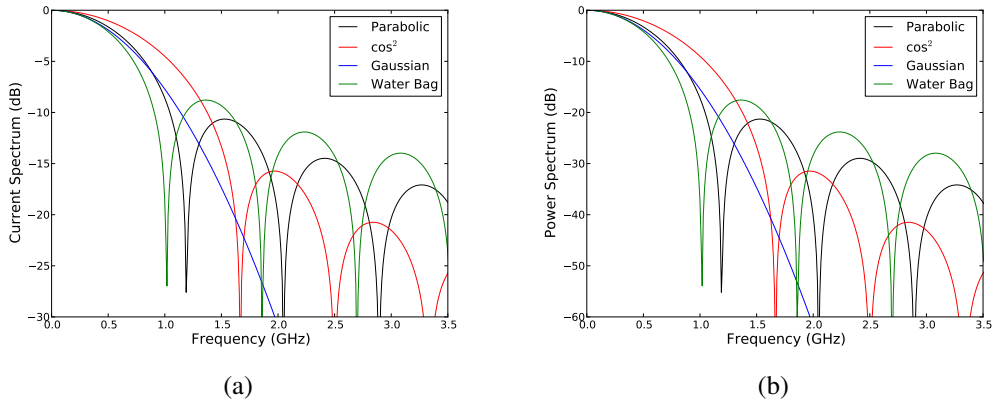 0
−5
−10
−15
−20
−25
−30
0.0 0.5 1.0 1.5 2.0 2.5 3.0 3.5
Current Spectrum (dB)
Frequency (GHz)
Parabolic
cos²
Gaussian
Water Bag
(a)
0
−10
−20
−30
−40
−50
−60
0.0 0.5 1.0 1.5 2.0 2.5 3.0 3.5
Power Spectrum (dB)
Frequency (GHz)
Parabolic
cos²
Gaussian
Water Bag
(b)